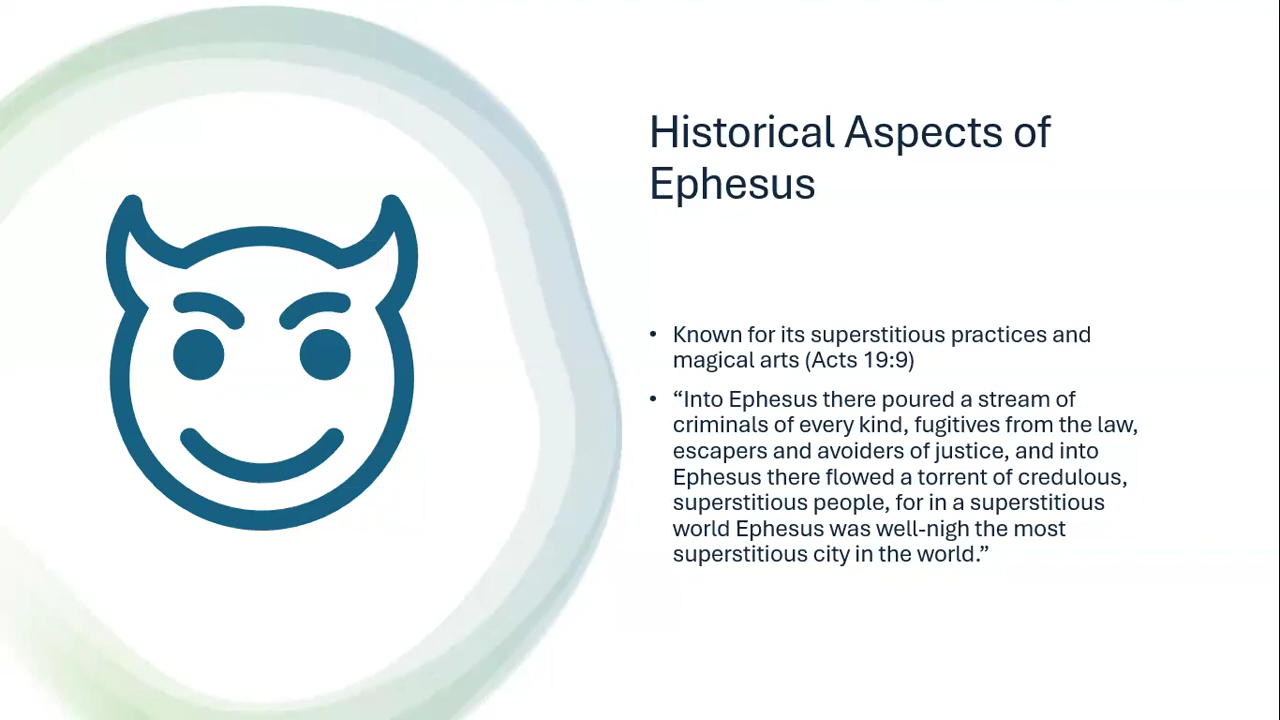 Historical Aspects of
Ephesus
• Known for its superstitious practices and
magical arts (Acts 19:9)
• “Into Ephesus there poured a stream of
criminals of every kind, fugitives from the law,
escapers and avoiders of justice, and into
Ephesus there flowed a torrent of credulous,
superstitious people, for in a superstitious
world Ephesus was well-nigh the most
superstitious city in the world.”